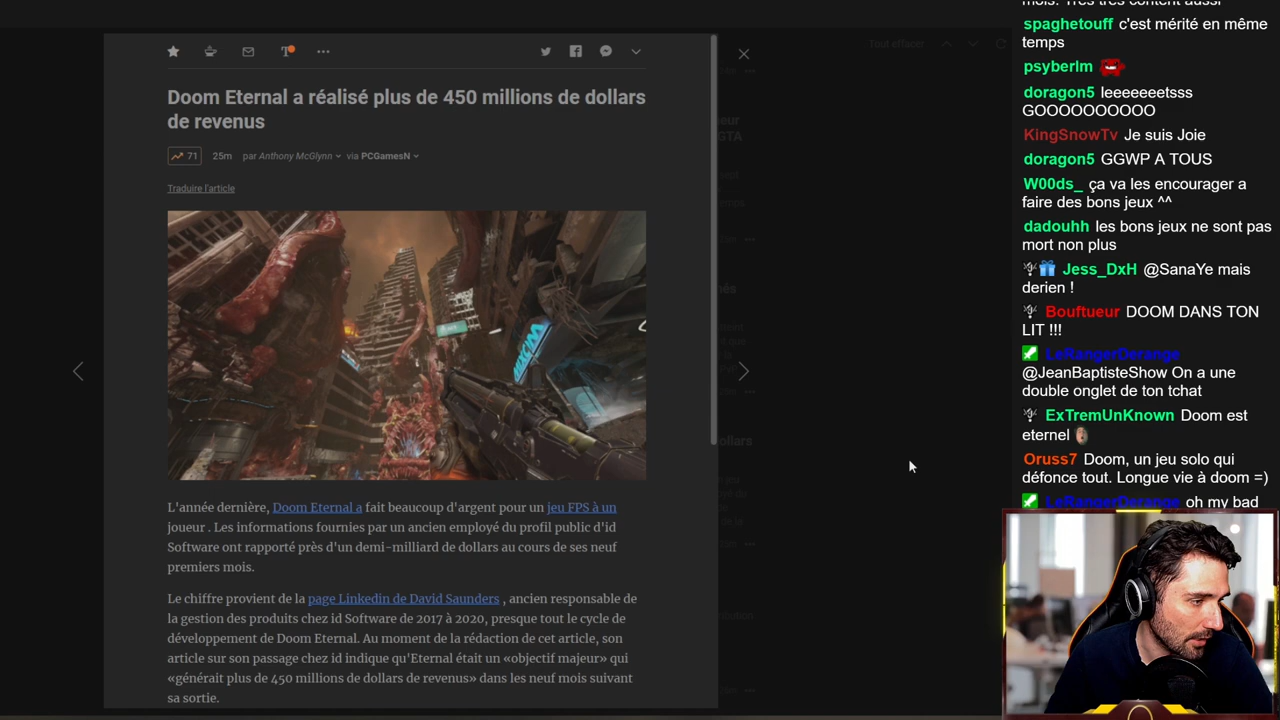 Tout effacer
Doom Eternal a réalisé plus de 450 millions de dollars
de revenus
71 25m par Anthony McGlynn via PCGamesN
Traduire l'article
L'année dernière, Doom Eternal a fait beaucoup d'argent pour un jeu FPS à un
joueur . Les informations fournies par un ancien employé du profil public d'id
Software ont rapporté près d'un demi-milliard de dollars au cours de ses neuf
premiers mois.
Le chiffre provient de la page Linkedin de David Saunders , ancien responsable de
la gestion des produits chez id Software de 2017 à 2020, presque tout le cycle de
développement de Doom Eternal. Au moment de la rédaction de cet article, son
article sur son passage chez id indique qu'Eternal était un «objectif majeur» qui
«générait plus de 450 millions de dollars de revenus» dans les neuf mois suivant
sa sortie.
GTA
spaghetouff c'est mérité en même
temps
psyberlm
doragon5 leeeeeeetsss
GOOOOOOOOOO
KingSnowTv Je suis Joie
doragon5 GGWP A TOUS
W00ds_ ça va les encourager a
faire des bons jeux ^^
dadouhh les bons jeux ne sont pas
mort non plus
Jess_DxH @SanaYe mais
derien !
Bouftueur DOOM DANS TON
LIT !!!
LeRangerDerange
@JeanBaptisteShow On a une
double onglet de ton tchat
ExTremUnKnown Doom est
eternel
Oruss7 Doom, un jeu solo qui
défonce tout. Longue vie à doom =)
LeRangerDerange oh my bad